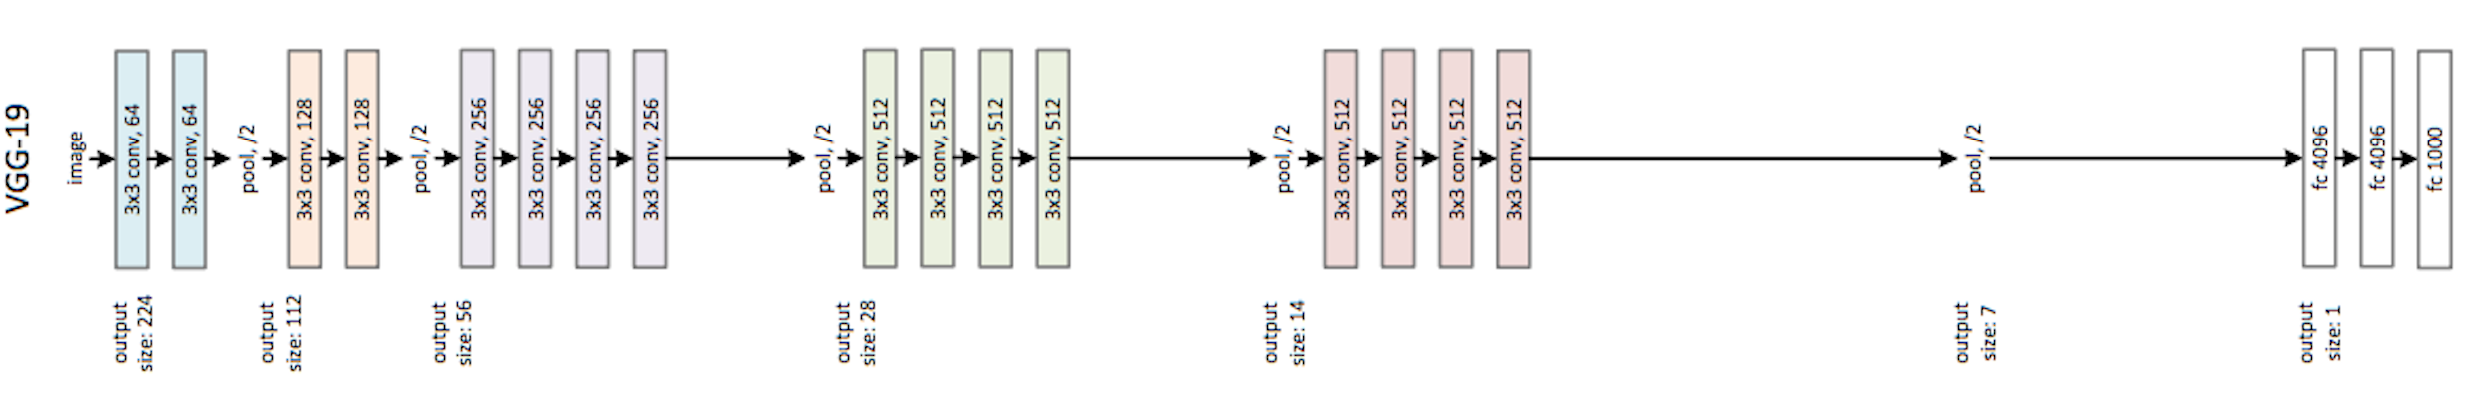 VGG-19
image
3x3 conv, 64
3x3 conv, 64
pool, /2
3x3 conv, 128
3x3 conv, 128
pool, /2
3x3 conv, 256
3x3 conv, 256
3x3 conv, 256
3x3 conv, 256
pool, /2
3x3 conv, 512
3x3 conv, 512
3x3 conv, 512
3x3 conv, 512
pool, /2
3x3 conv, 512
3x3 conv, 512
3x3 conv, 512
3x3 conv, 512
pool, /2
fc 4096
fc 4096
fc 1000
output
size: 224
output
size: 112
output
size: 56
output
size: 28
output
size: 14
output
size: 7
output
size: 1